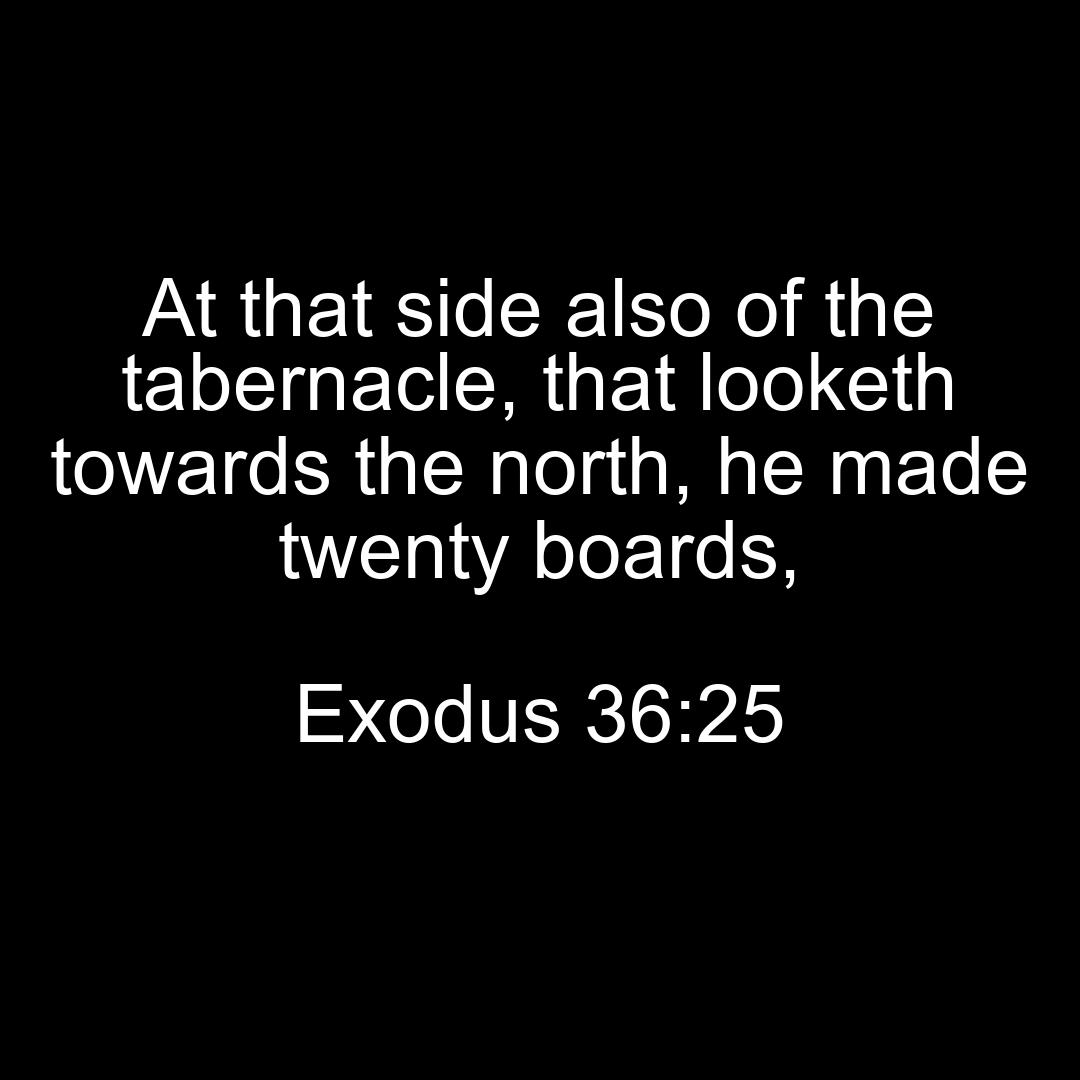 At that side also of the
tabernacle, that looketh
towards the north, he made
twenty boards,
Exodus 36:25